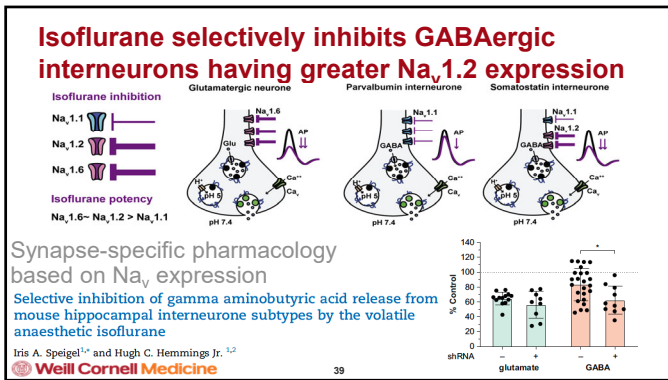 Isoflurane selectively inhibits GABAergic
interneurons having greater Nav1.2 expression
Isoflurane inhibition
Nav1.1
Nav1.2
Nav1.6
Isoflurane potency
Nav1.6~ Nav1.2 > Nav1.1
Glutamatergic neurone
Nav1.6
AP
Glu
H+
pH 5
Ca++
Cav
pH 7.4
Parvalbumin interneurone
Nav1.1
AP
GABA
H+
pH 5
Ca++
Cav
pH 7.4
Somatostatin interneurone
Nav1.1
Nav1.2
AP
GABA
H+
pH 5
Ca++
Cav
pH 7.4
Synapse-specific pharmacology
based on Nav expression
Selective inhibition of gamma aminobutyric acid release from
mouse hippocampal interneurone subtypes by the volatile
anaesthetic isoflurane
Iris A. Speigel1,* and Hugh C. Hemmings Jr. 1,2
Weill Cornell Medicine
39
% Control
140
120
100
80
60
40
20
0
*
shRNA – + – +
glutamate GABA